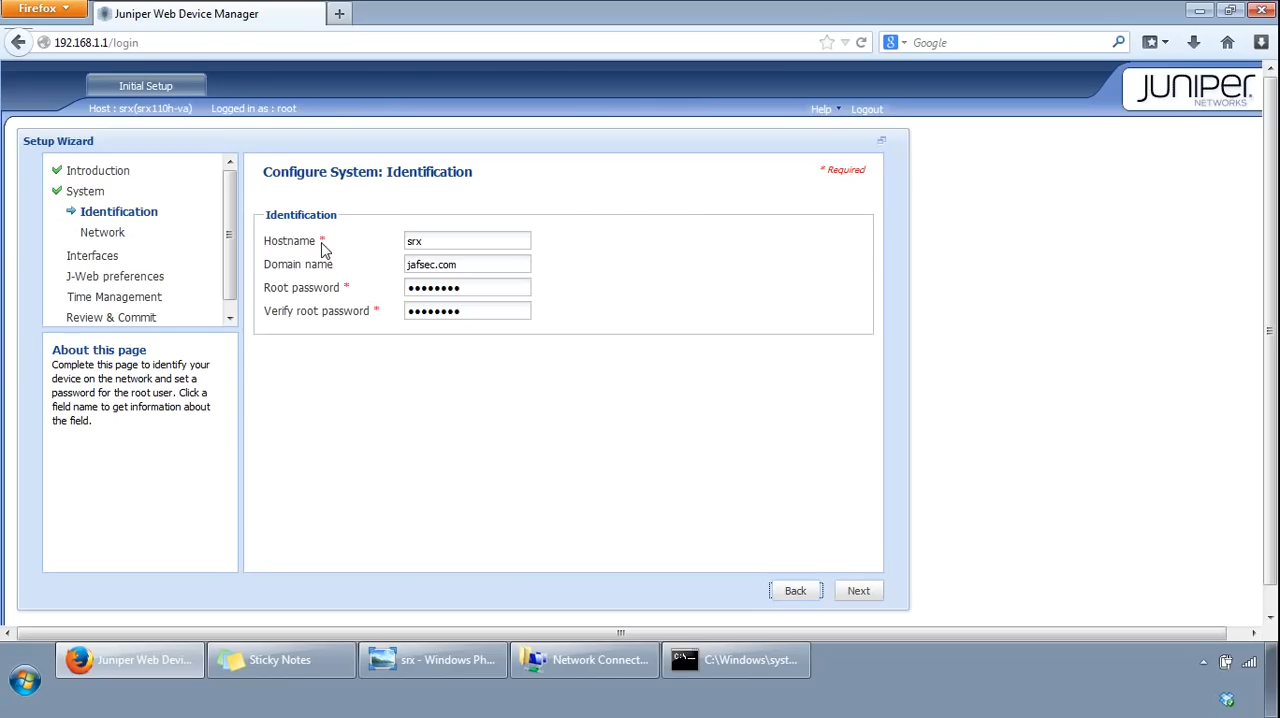 Firefox
Juniper Web Device Manager
192.168.1.1/login
Google
Initial Setup
JUNIPER
NETWORKS
Host : srx(srx110h-va) Logged in as : root
Help Logout
Setup Wizard
Introduction
System
Identification
Network
Interfaces
J-Web preferences
Time Management
Review & Commit
About this page
Complete this page to identify your
device on the network and set a
password for the root user. Click a
field name to get information about
the field.
Configure System: Identification
* Required
Identification
Hostname * srx
Domain name jafsec.com
Root password * ••••••••
Verify root password * ••••••••
Back Next
Juniper Web Devi...
Sticky Notes
srx - Windows Ph...
Network Connect...
C:\Windows\syst...